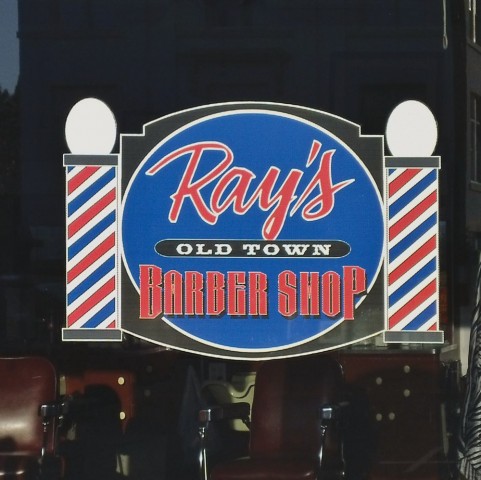 Ray's
OLD TOWN
BARBER SHOP